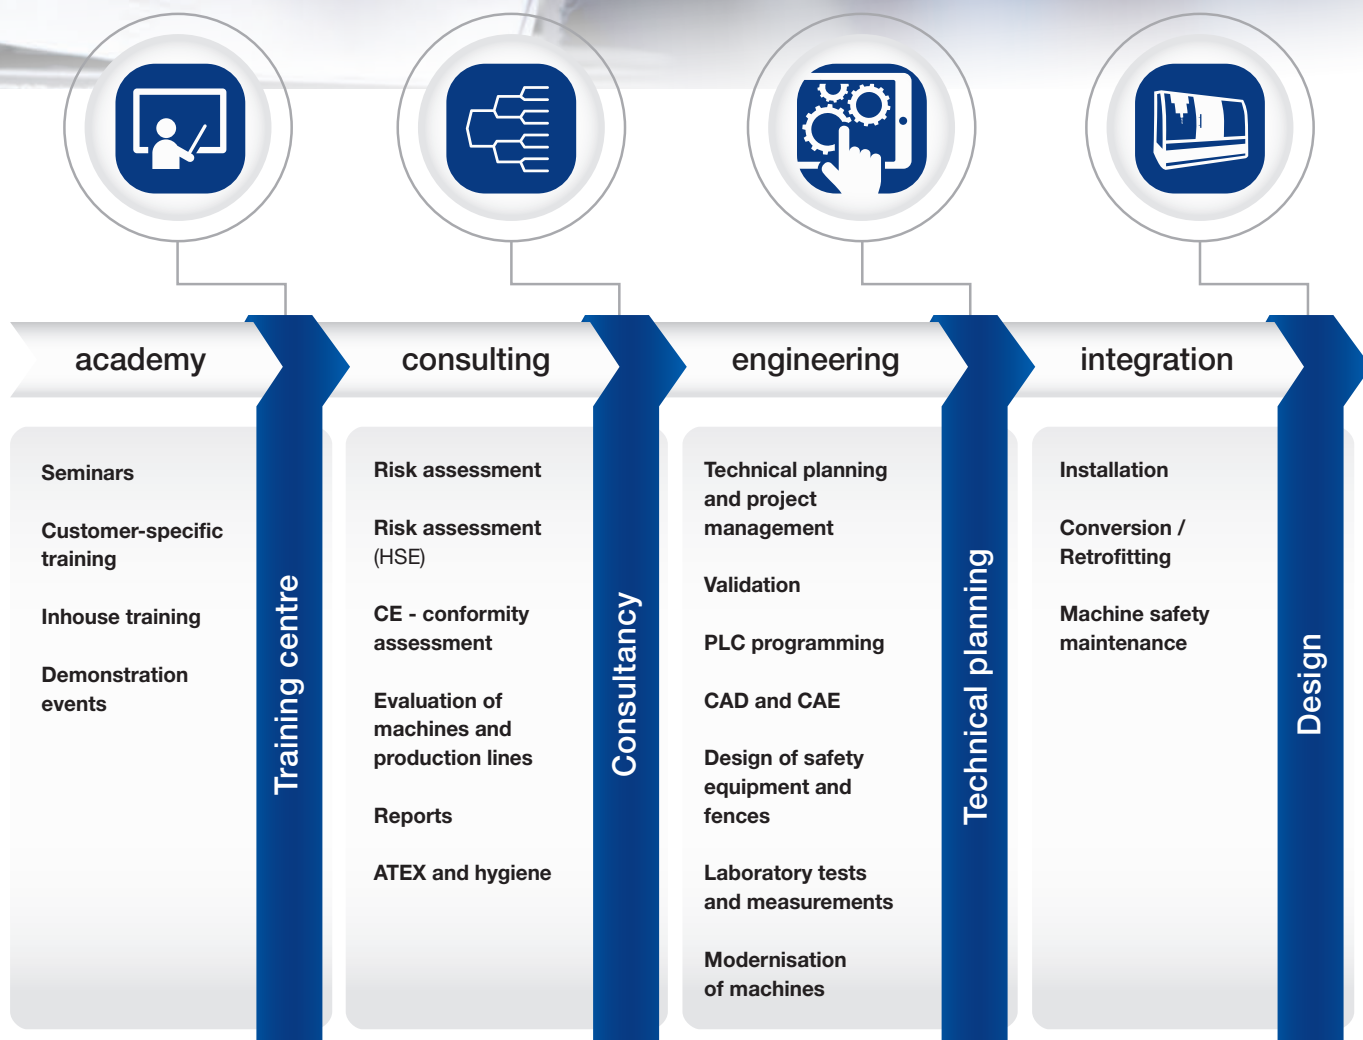 academy
Seminars
Customer-specific
training
Inhouse training
Demonstration
events
Training centre
consulting
Risk assessment
Risk assessment
(HSE)
CE - conformity
assessment
Evaluation of
machines and
production lines
Reports
ATEX and hygiene
Consultancy
engineering
Technical planning
and project
management
Validation
PLC programming
CAD and CAE
Design of safety
equipment and
fences
Laboratory tests
and measurements
Modernisation
of machines
Technical planning
integration
Installation
Conversion /
Retrofitting
Machine safety
maintenance
Design